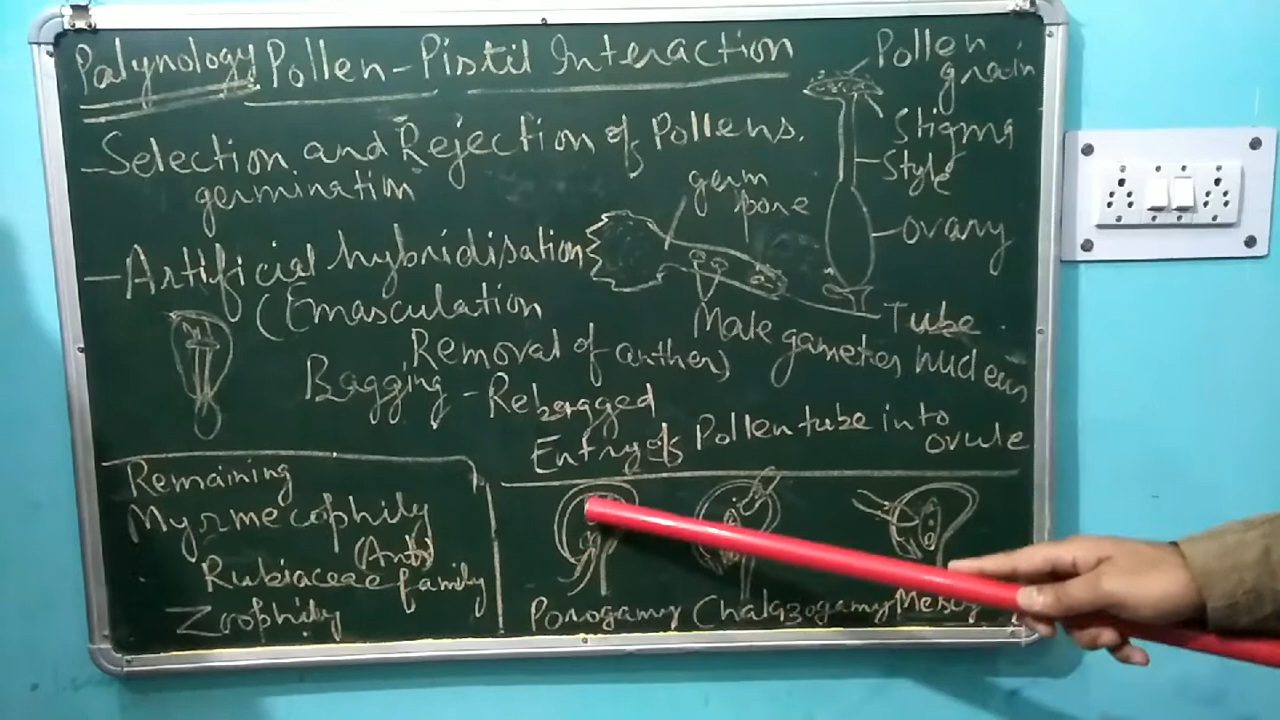 Palynology Pollen-Pistil Interaction
- Selection and Rejection of Pollens.
germination
- Artificial hybridisation
(Emasculation
Removal of anther)
Bagging - Rebagged
Pollen
grain
Stigma
Style
ovary
germ
pore
Tube
nucleus
Male gametes
Entry of Pollen tube into
ovule
Porogamy Chalazogamy
Remaining
Myrmecophily
(Ants)
Rubiaceae family
Zoophily